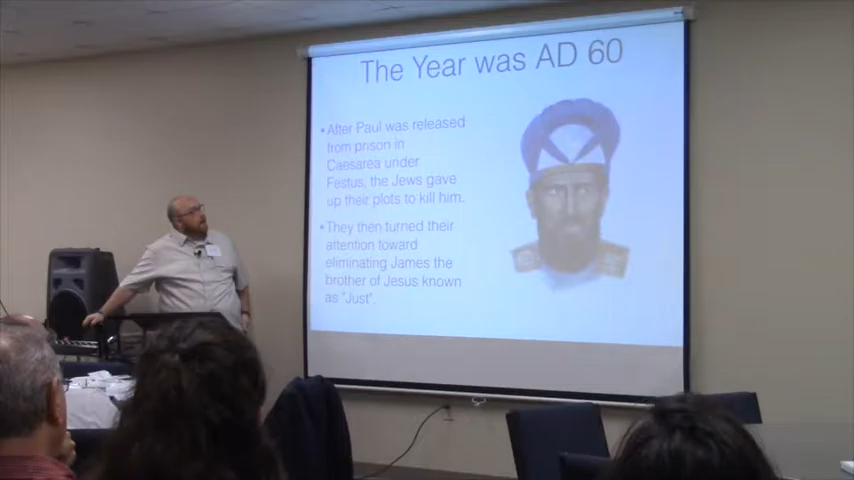 The Year was AD 60
• After Paul was released
from prison in
Caesarea under
Festus, the Jews gave
up their plots to kill him.
• They then turned their
attention toward
eliminating James the
brother of Jesus known
as "Just".